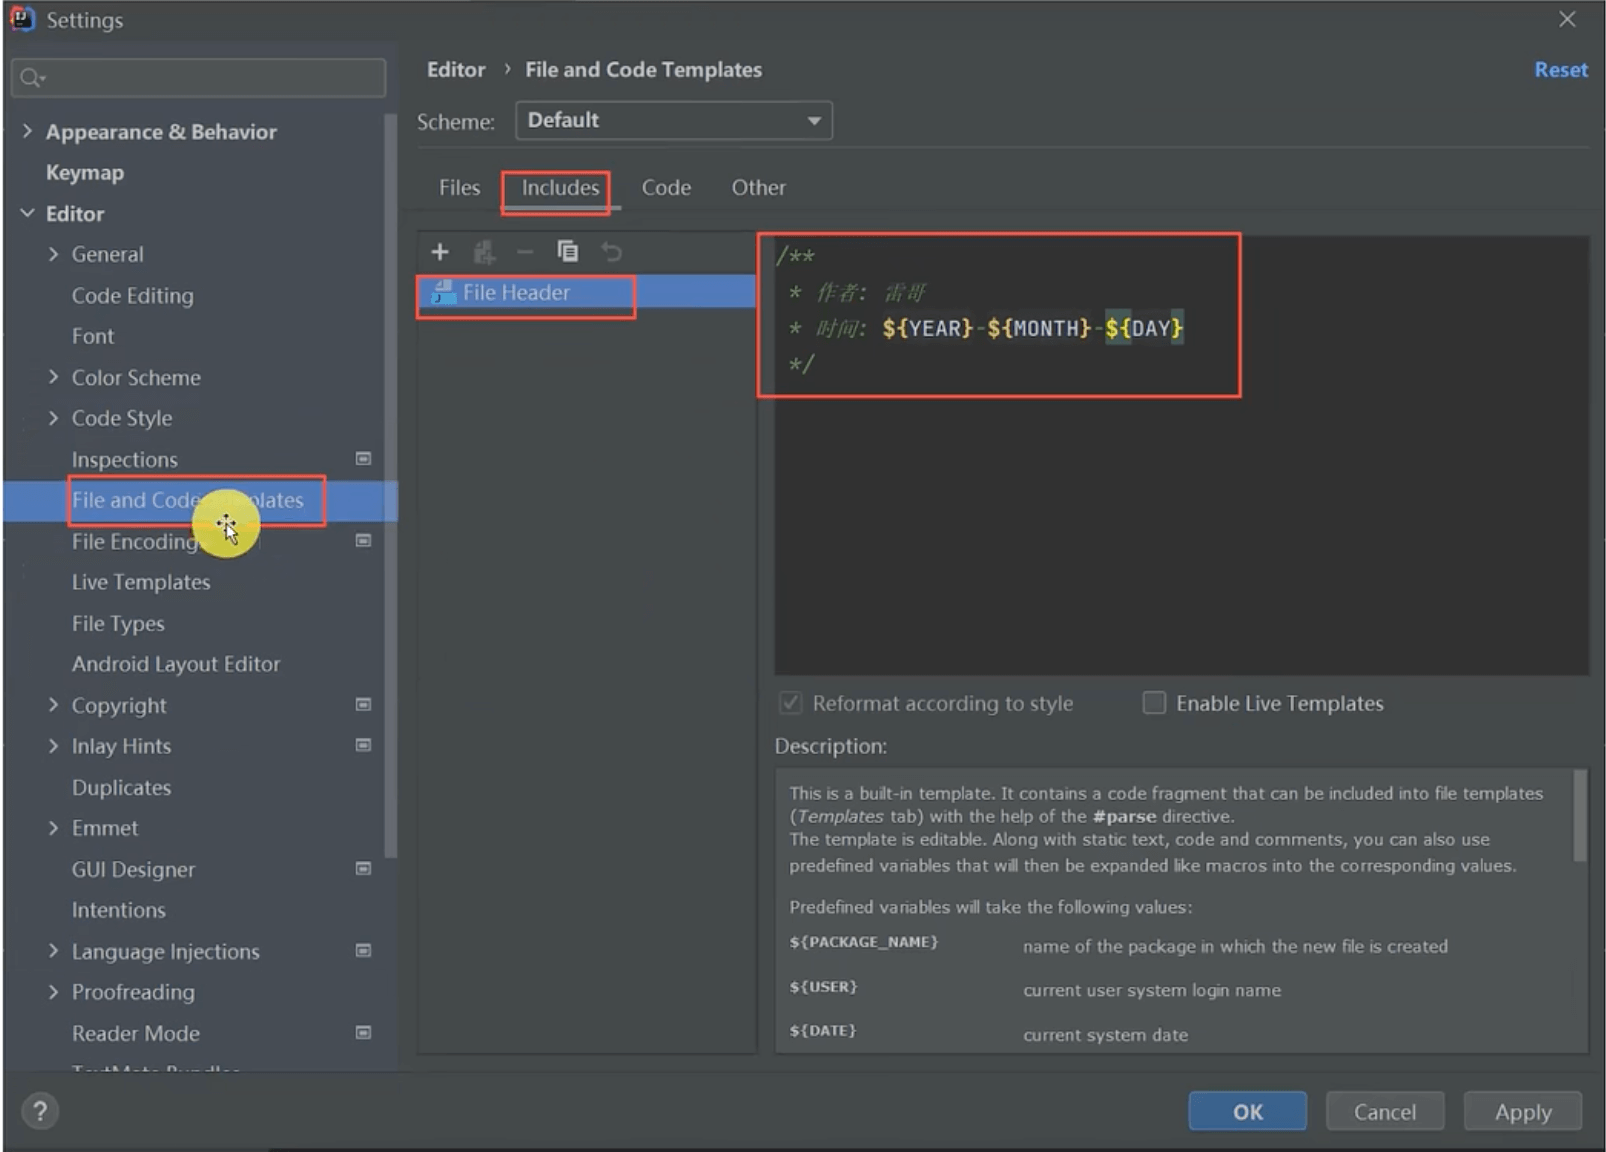 Settings
Appearance & Behavior
Keymap
Editor
General
Code Editing
Font
Color Scheme
Code Style
Inspections
File and Code
File Encoding
Live Templates
File Types
Android Layout Editor
Copyright
Inlay Hints
Duplicates
Emmet
GUI Designer
Intentions
Language Injections
Proofreading
Reader Mode
Editor › File and Code Templates
Reset
Scheme: Default
Files Includes Code Other
File Header
/**
* 作者: 雷哥
* 时间: ${YEAR}-${MONTH}-${DAY}
*/
Reformat according to style
Enable Live Templates
Description:
This is a built-in template. It contains a code fragment that can be included into file templates
(Templates tab) with the help of the #parse directive.
The template is editable. Along with static text, code and comments, you can also use
predefined variables that will then be expanded like macros into the corresponding values.
Predefined variables will take the following values:
${PACKAGE_NAME} name of the package in which the new file is created
${USER} current user system login name
${DATE} current system date
?
OK Cancel Apply